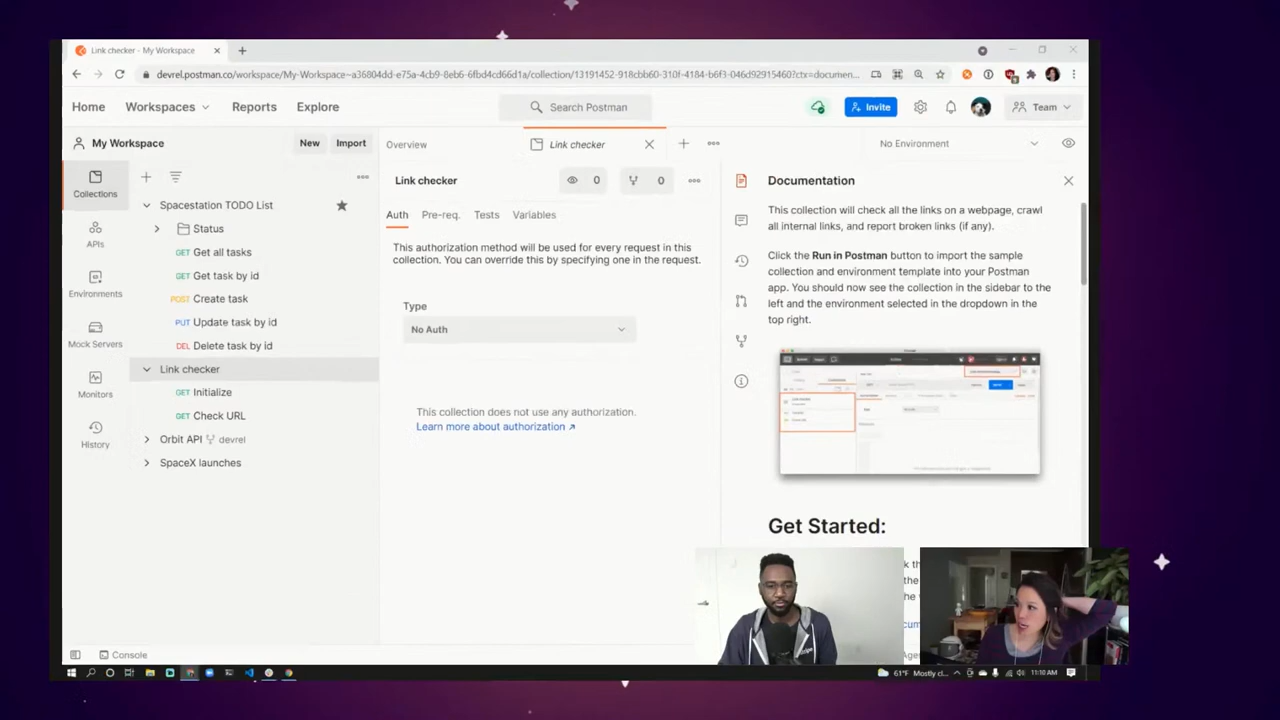 Link checker - My Workspace
devrel.postman.co/workspace/My-Workspace~a36804dd-e75a-4cb9-8eb6-6fbd4cd66d1a/collection/13191452-918cbb60-310f-4184-b6f3-046d92915460?ctx=documen...
Home Workspaces Reports Explore Search Postman Invite Team
My Workspace New Import Overview Link checker No Environment
Collections
APIs
Environments
Mock Servers
Monitors
History
Spacestation TODO List
Status
GET Get all tasks
GET Get task by id
POST Create task
PUT Update task by id
DEL Delete task by id
Link checker
GET Initialize
GET Check URL
Orbit API devrel
SpaceX launches
Link checker 0 0
Auth Pre-req. Tests Variables
This authorization method will be used for every request in this
collection. You can override this by specifying one in the request.
Type
No Auth
This collection does not use any authorization.
Learn more about authorization
Documentation
This collection will check all the links on a webpage, crawl
all internal links, and report broken links (if any).
Click the Run in Postman button to import the sample
collection and environment template into your Postman
app. You should now see the collection in the sidebar to
the left and the environment selected in the dropdown in the
top right.
Get Started:
Console
61°F Mostly cl... 11:10 AM